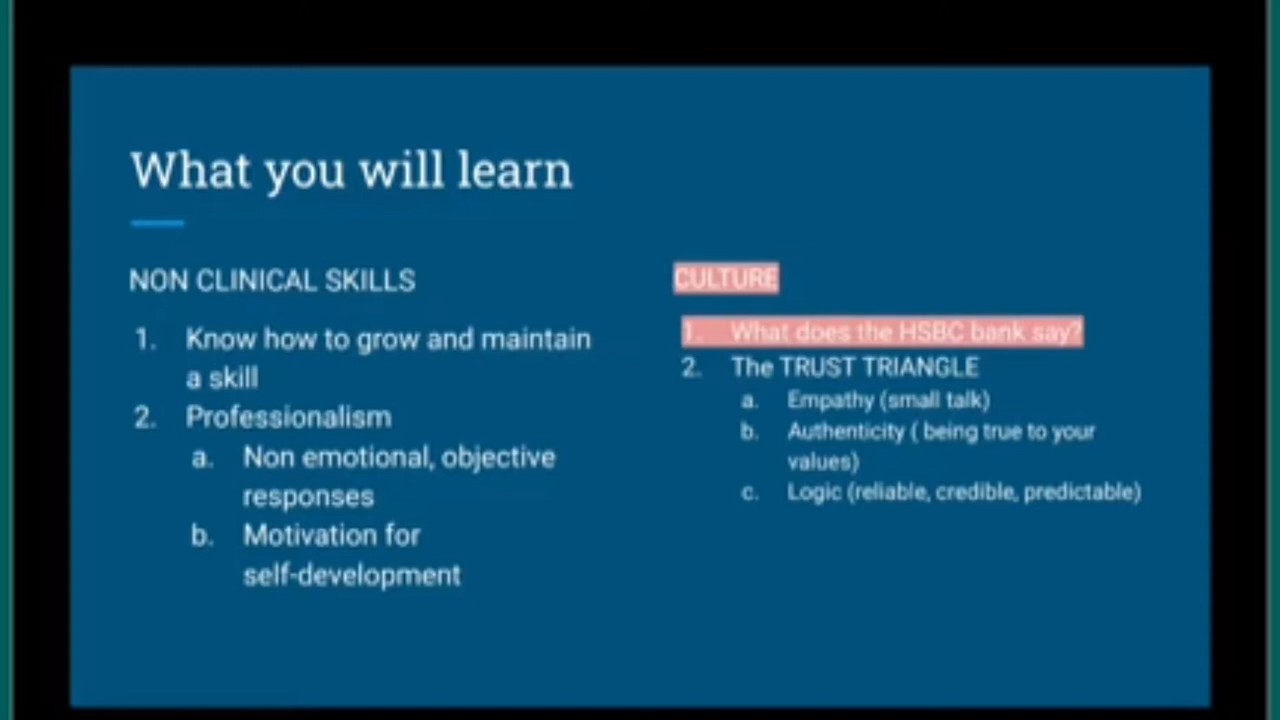 What you will learn
NON CLINICAL SKILLS
1. Know how to grow and maintain
a skill
2. Professionalism
a. Non emotional, objective
responses
b. Motivation for
self-development
CULTURE
1. What does the HSBC bank say?
2. The TRUST TRIANGLE
a. Empathy (small talk)
b. Authenticity ( being true to your
values)
c. Logic (reliable, credible, predictable)